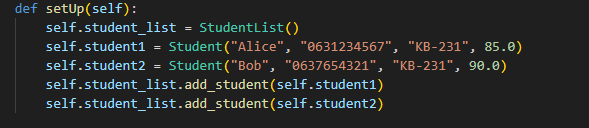 def setUp(self):
    self.student_list = StudentList()
    self.student1 = Student("Alice", "0631234567", "KB-231", 85.0)
    self.student2 = Student("Bob", "0637654321", "KB-231", 90.0)
    self.student_list.add_student(self.student1)
    self.student_list.add_student(self.student2)